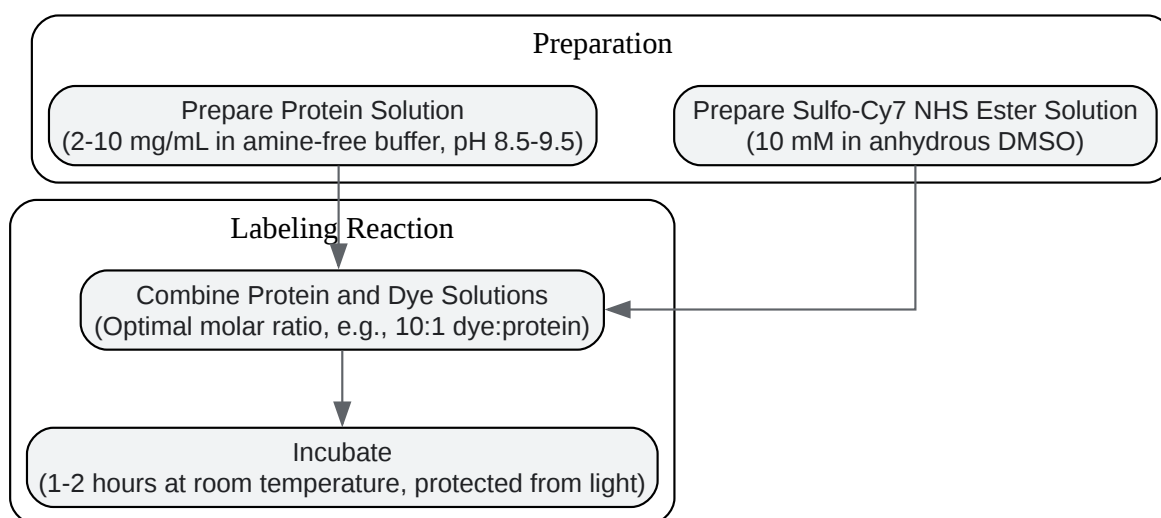 Preparation
Prepare Protein Solution
(2-10 mg/mL in amine-free buffer, pH 8.5-9.5)
Prepare Sulfo-Cy7 NHS Ester Solution
(10 mM in anhydrous DMSO)
Labeling Reaction
Combine Protein and Dye Solutions
(Optimal molar ratio, e.g., 10:1 dye:protein)
Incubate
(1-2 hours at room temperature, protected from light)